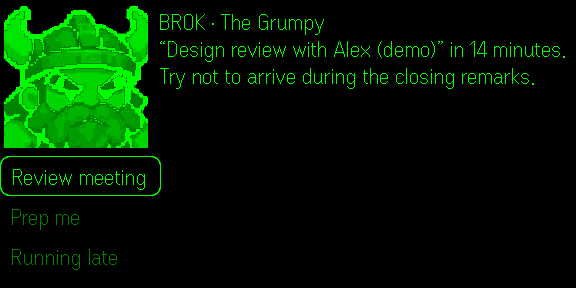 BROK · The Grumpy
“Design review with Alex (demo)” in 14 minutes.
Try not to arrive during the closing remarks.
Review meeting
Prep me
Running late